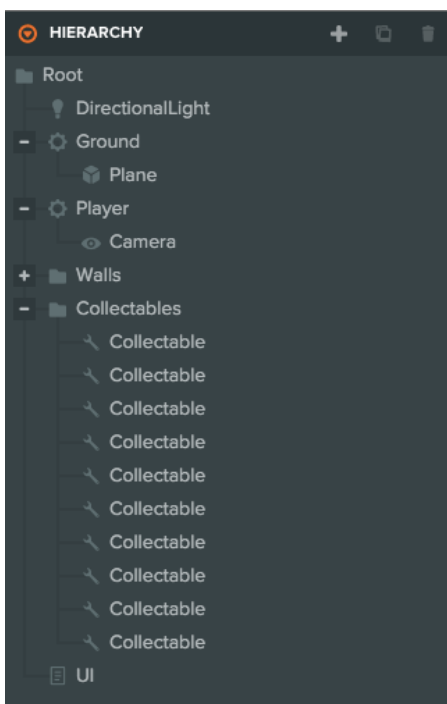 HIERARCHY
Root
DirectionalLight
Ground
Plane
Player
Camera
Walls
Collectables
Collectable
Collectable
Collectable
Collectable
Collectable
Collectable
Collectable
Collectable
Collectable
Collectable
UI